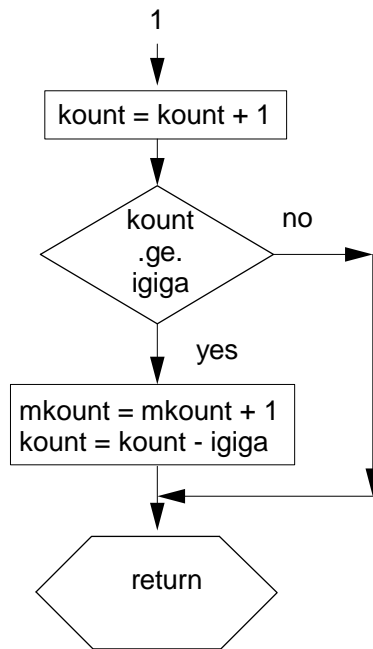 1
kount = kount + 1
kount
.ge.
igiga
no
yes
mkount = mkount + 1
kount = kount - igiga
return